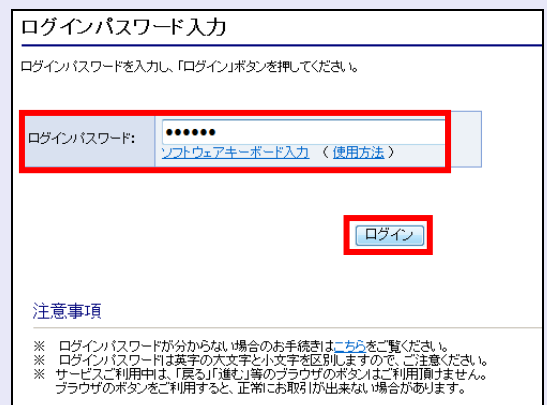 ログインパスワード入力
ログインパスワードを入力し、「ログイン」ボタンを押してください。
ログインパスワード: ●●●●●●
ソフトウェアキーボード入力 (使用方法)
ログイン
注意事項
※ ログインパスワードが分からない場合のお手続きはこちらをご覧ください。
※ ログインパスワードは英字の大文字と小文字を区別しますので、ご注意ください。
※ サービスご利用中は、「戻る」「進む」等のブラウザのボタンはご利用頂けません。
ブラウザのボタンをご利用すると、正常にお取引が出来ない場合があります。